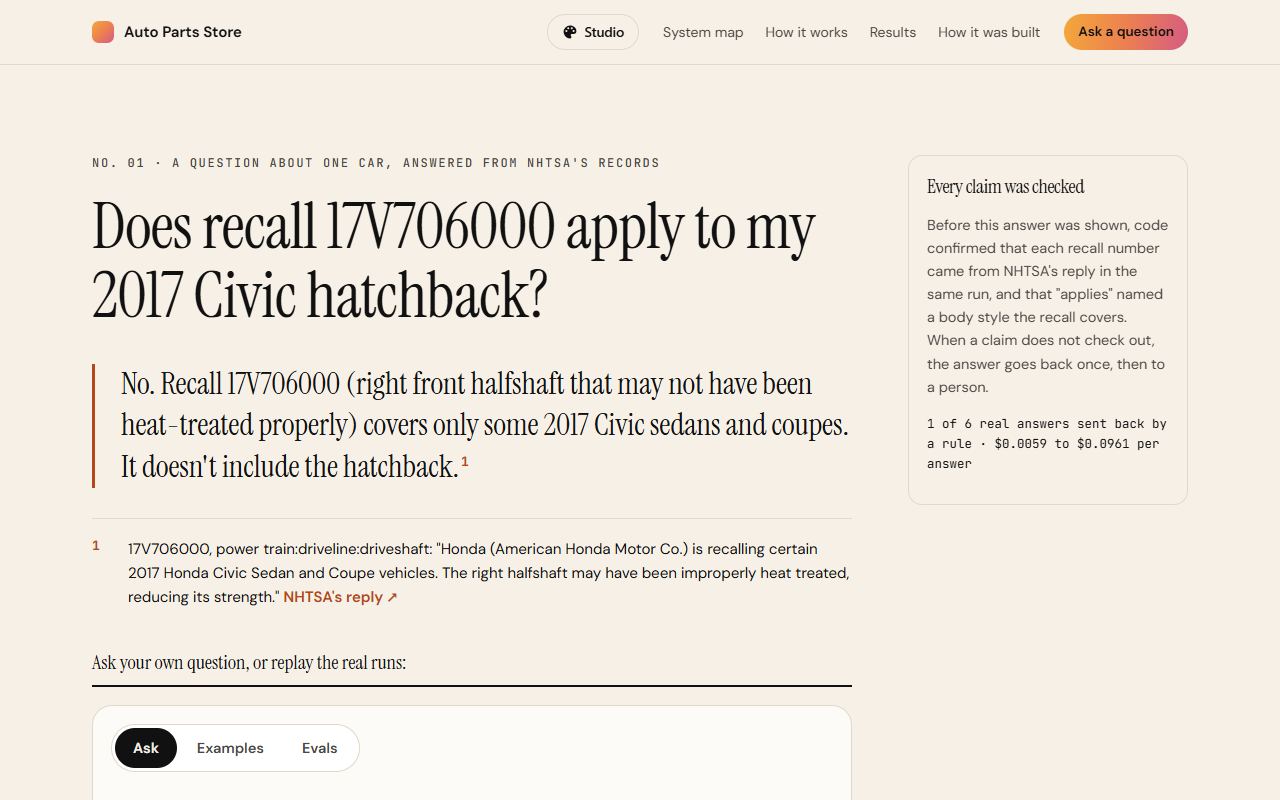 Auto Parts Store
Studio
System map
How it works
Results
How it was built
Ask a question
NO. 01 · A QUESTION ABOUT ONE CAR, ANSWERED FROM NHTSA'S RECORDS
Does recall 17V706000 apply to my
2017 Civic hatchback?
No. Recall 17V706000 (right front halfshaft that may not have been
heat-treated properly) covers only some 2017 Civic sedans and coupes.
It doesn't include the hatchback. 1
1 17V706000, power train:driveline:driveshaft: "Honda (American Honda Motor Co.) is recalling certain
2017 Honda Civic Sedan and Coupe vehicles. The right halfshaft may have been improperly heat treated,
reducing its strength." NHTSA's reply ↗
Ask your own question, or replay the real runs:
Ask
Examples
Evals
Every claim was checked
Before this answer was shown, code
confirmed that each recall number
came from NHTSA's reply in the
same run, and that "applies" named
a body style the recall covers.
When a claim does not check out,
the answer goes back once, then to
a person.
1 of 6 real answers sent back by
a rule · $0.0059 to $0.0961 per
answer